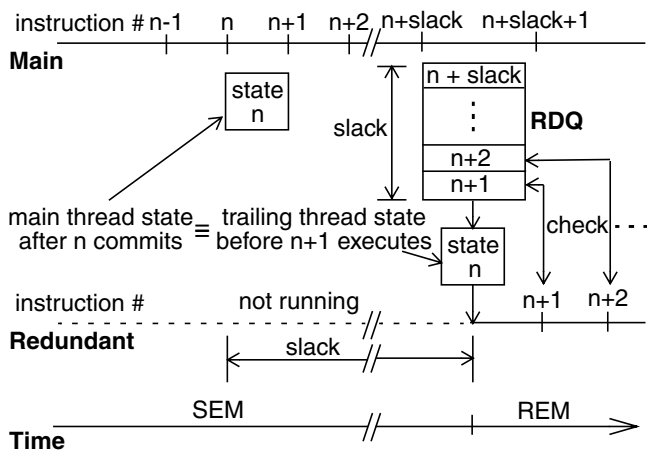 instruction # n-1 n n+1 n+2 n+slack n+slack+1
Main
state
n
slack
n + slack
RDQ
n+2
n+1
main thread state
after n commits
≡
trailing thread state
before n+1 executes
state
n
check
instruction # not running n+1 n+2
Redundant
slack
SEM REM
Time